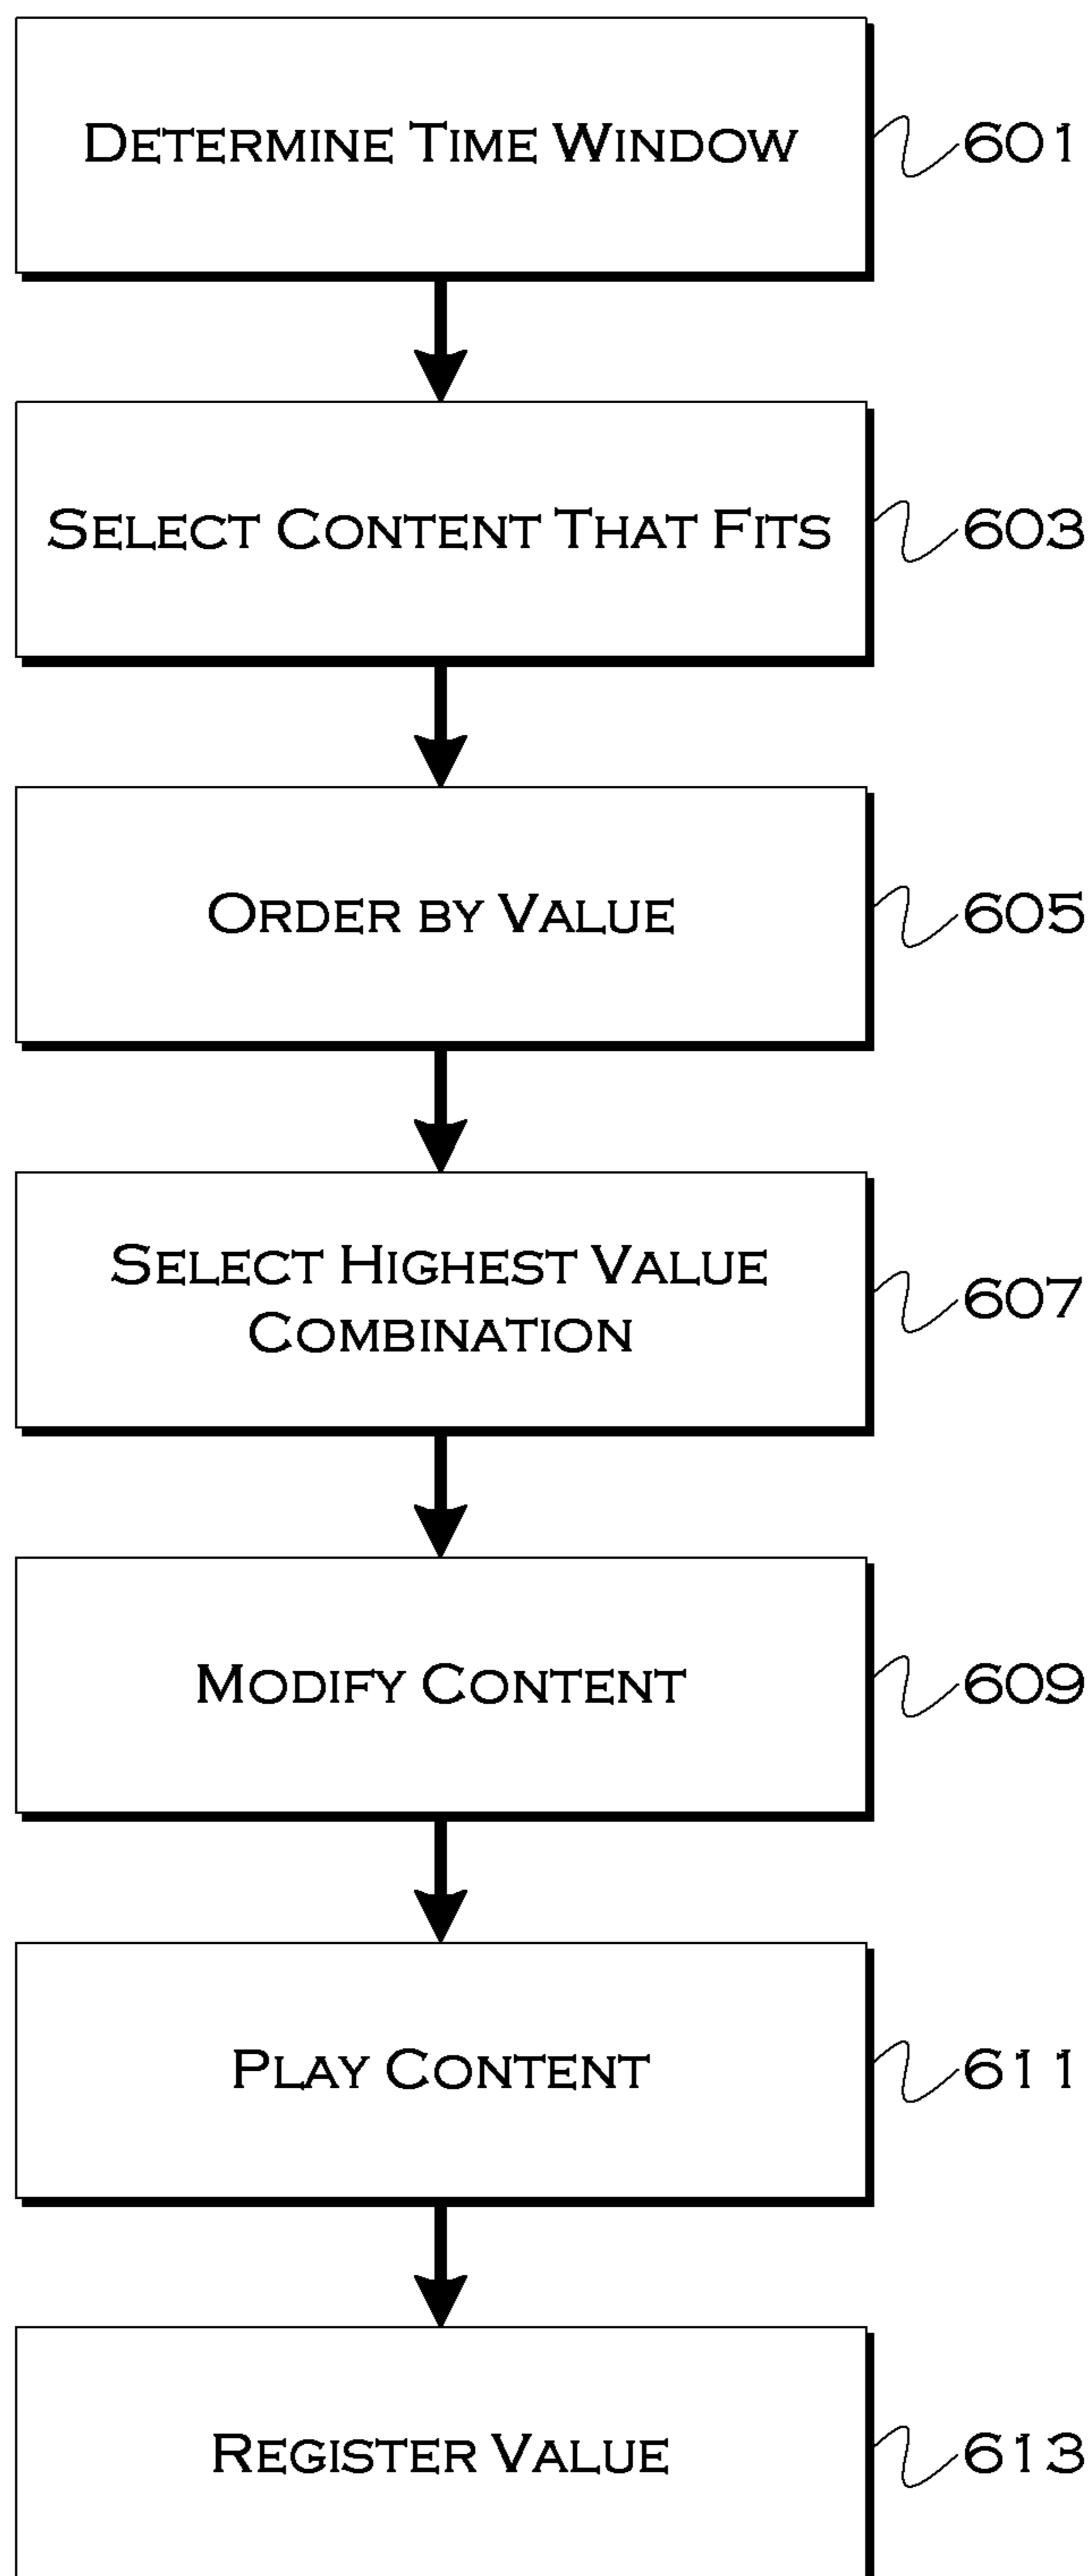 Determine Time Window
601
Select Content That Fits
603
Order by Value
605
Select Highest Value
Combination
607
Modify Content
609
Play Content
611
Register Value
613